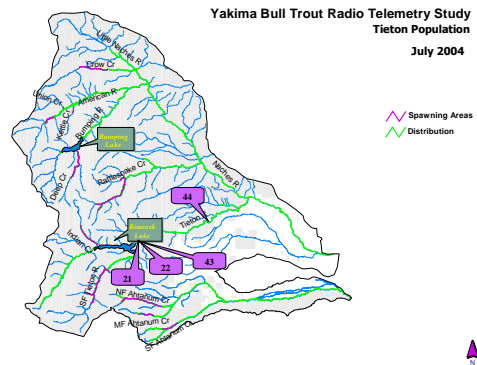 Yakima Bull Trout Radio Telemetry Study
Tieton Population
July 2004
Spawning Areas
Distribution
Little Naches R
Crow Cr
American R
Union Cr
Kettle Cr
Bumping R
Bumping
Lake
Deep Cr
Rattlesnake Cr
Naches R
44
Tieton
Rimrock
Lake
Indian Cr
43
22
21
SF Tieton R
NF Ahtanum Cr
MF Ahtanum Cr
SF Ahtanum Cr
N